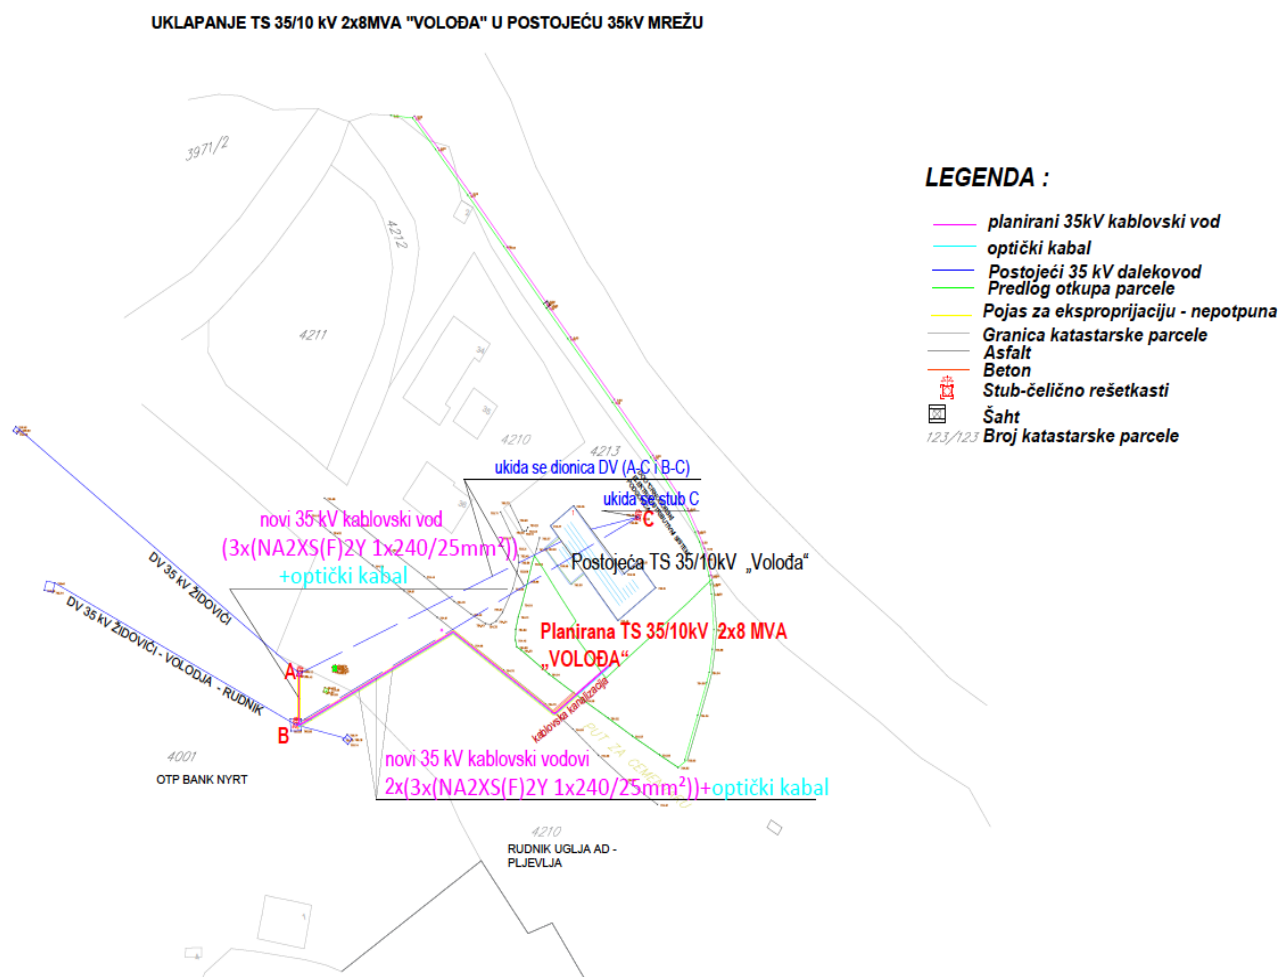 UKLAPANJE TS 35/10 kV 2x8MVA "VOLOĐA" U POSTOJEĆU 35kV MREŽU
3971/2
4212
4211
LEGENDA :
planirani 35kV kablovski vod
optički kabal
Postojeći 35 kV dalekovod
Predlog otkupa parcele
Pojas za eksproprijaciju - nepotpuna
Granica katastarske parcele
Asfalt
Beton
Stub-čelično rešetkasti
Šaht
123/123 Broj katastarske parcele
4210
4213
ukida se dionica DV (A-C i B-C)
ukida se stub C
C
novi 35 kV kablovski vod
(3x(NA2XS(F)2Y 1x240/25mm²))
+optički kabal
Postojeća TS 35/10kV „Volođa“
DV 35 kV ŽIDOVIĆI
DV 35 kV ŽIDOVIĆI - VOLODJA - RUDNIK
Planirana TS 35/10kV 2x8 MVA
„VOLOĐA“
A
B
kablovska kanalizacija
PUT ZA CEMENTARU
4001
OTP BANK NYRT
novi 35 kV kablovski vodovi
2x(3x(NA2XS(F)2Y 1x240/25mm²))+optički kabal
4210
RUDNIK UGLJA AD -
PLJEVLJA